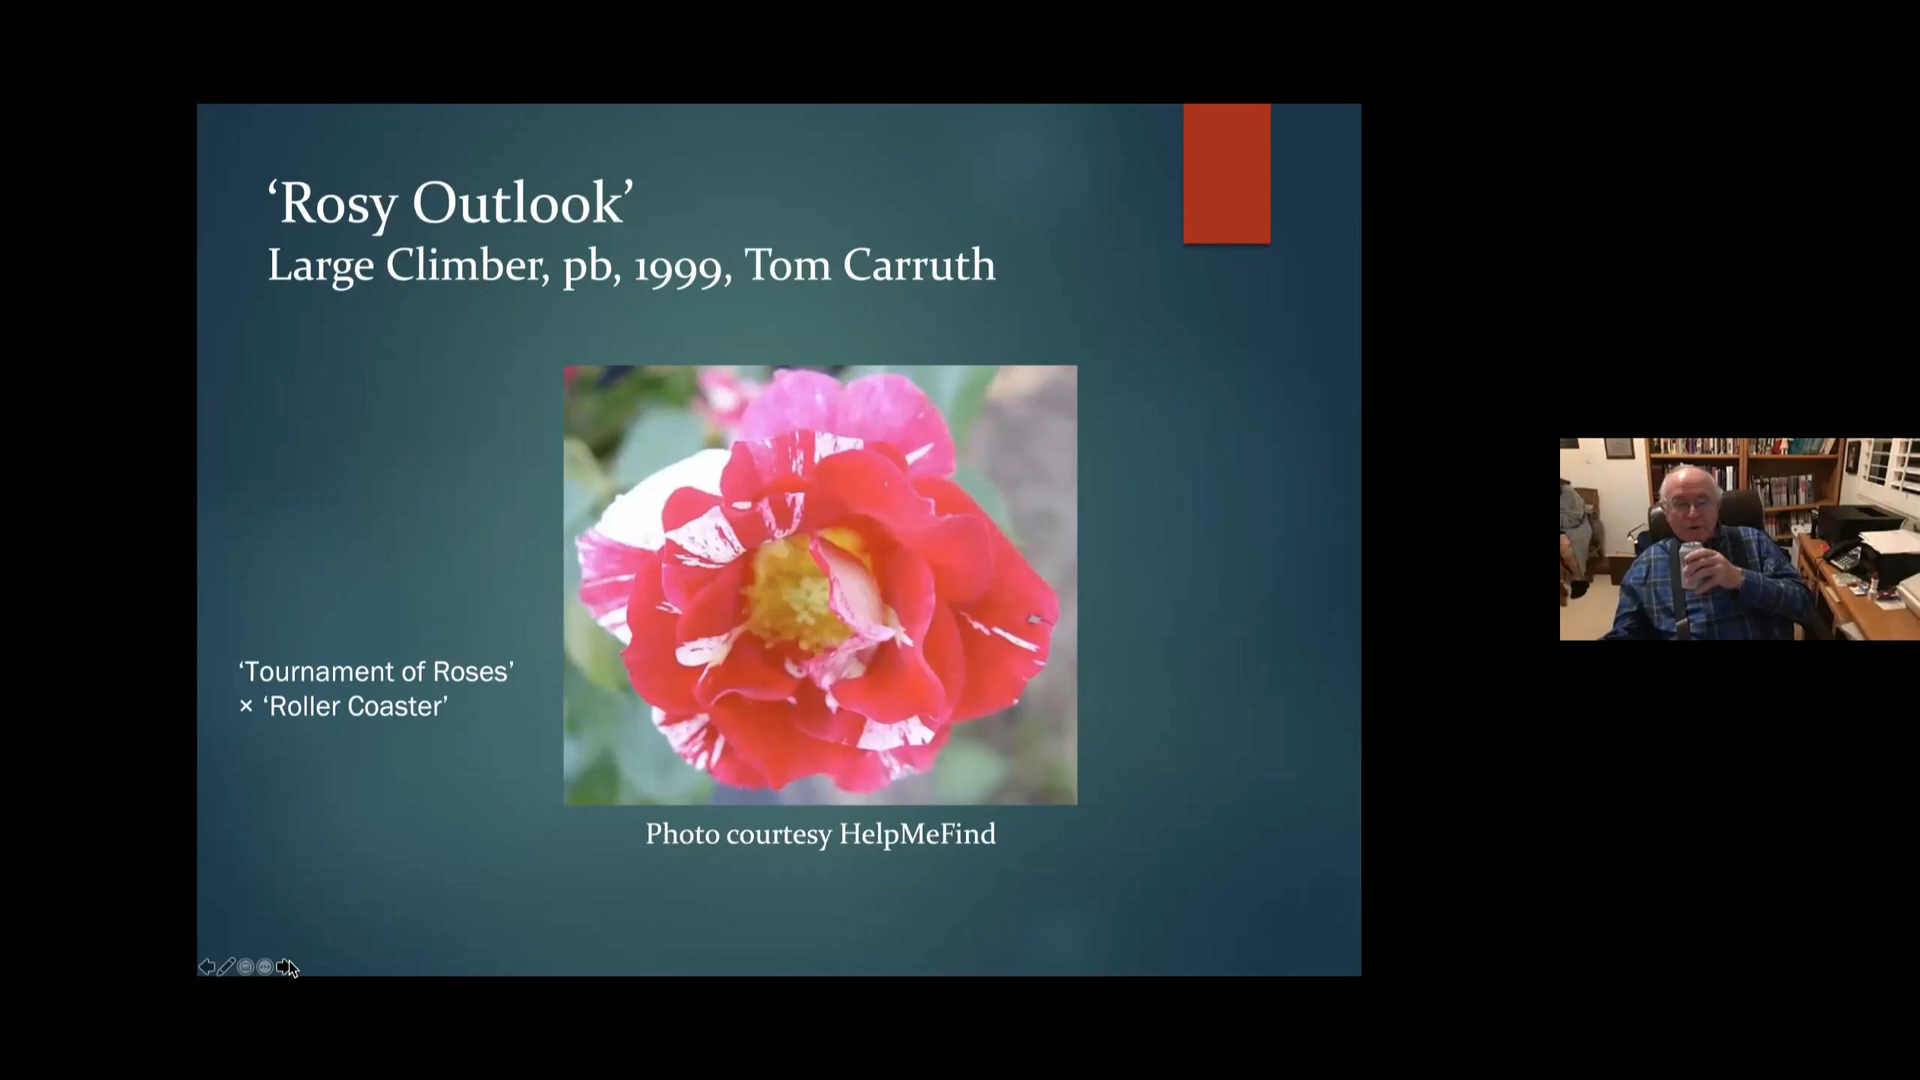 ‘Rosy Outlook’
Large Climber, pb, 1999, Tom Carruth
‘Tournament of Roses’
× ‘Roller Coaster’
Photo courtesy HelpMeFind